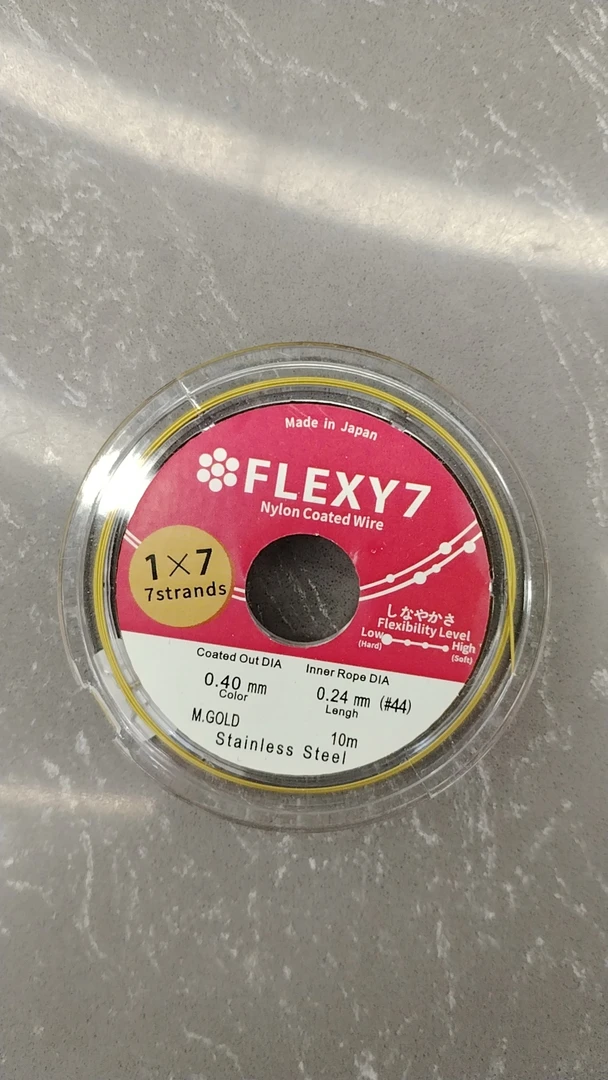 Made in Japan
FLEXY7
Nylon Coated Wire
1×7
7strands
しなやかさ
Flexibility Level
Low High
(Hard) (Soft)
Coated Out DIA Inner Rope DIA
0.40 mm 0.24 mm (#44)
Color Lengh
M.GOLD 10m
Stainless Steel